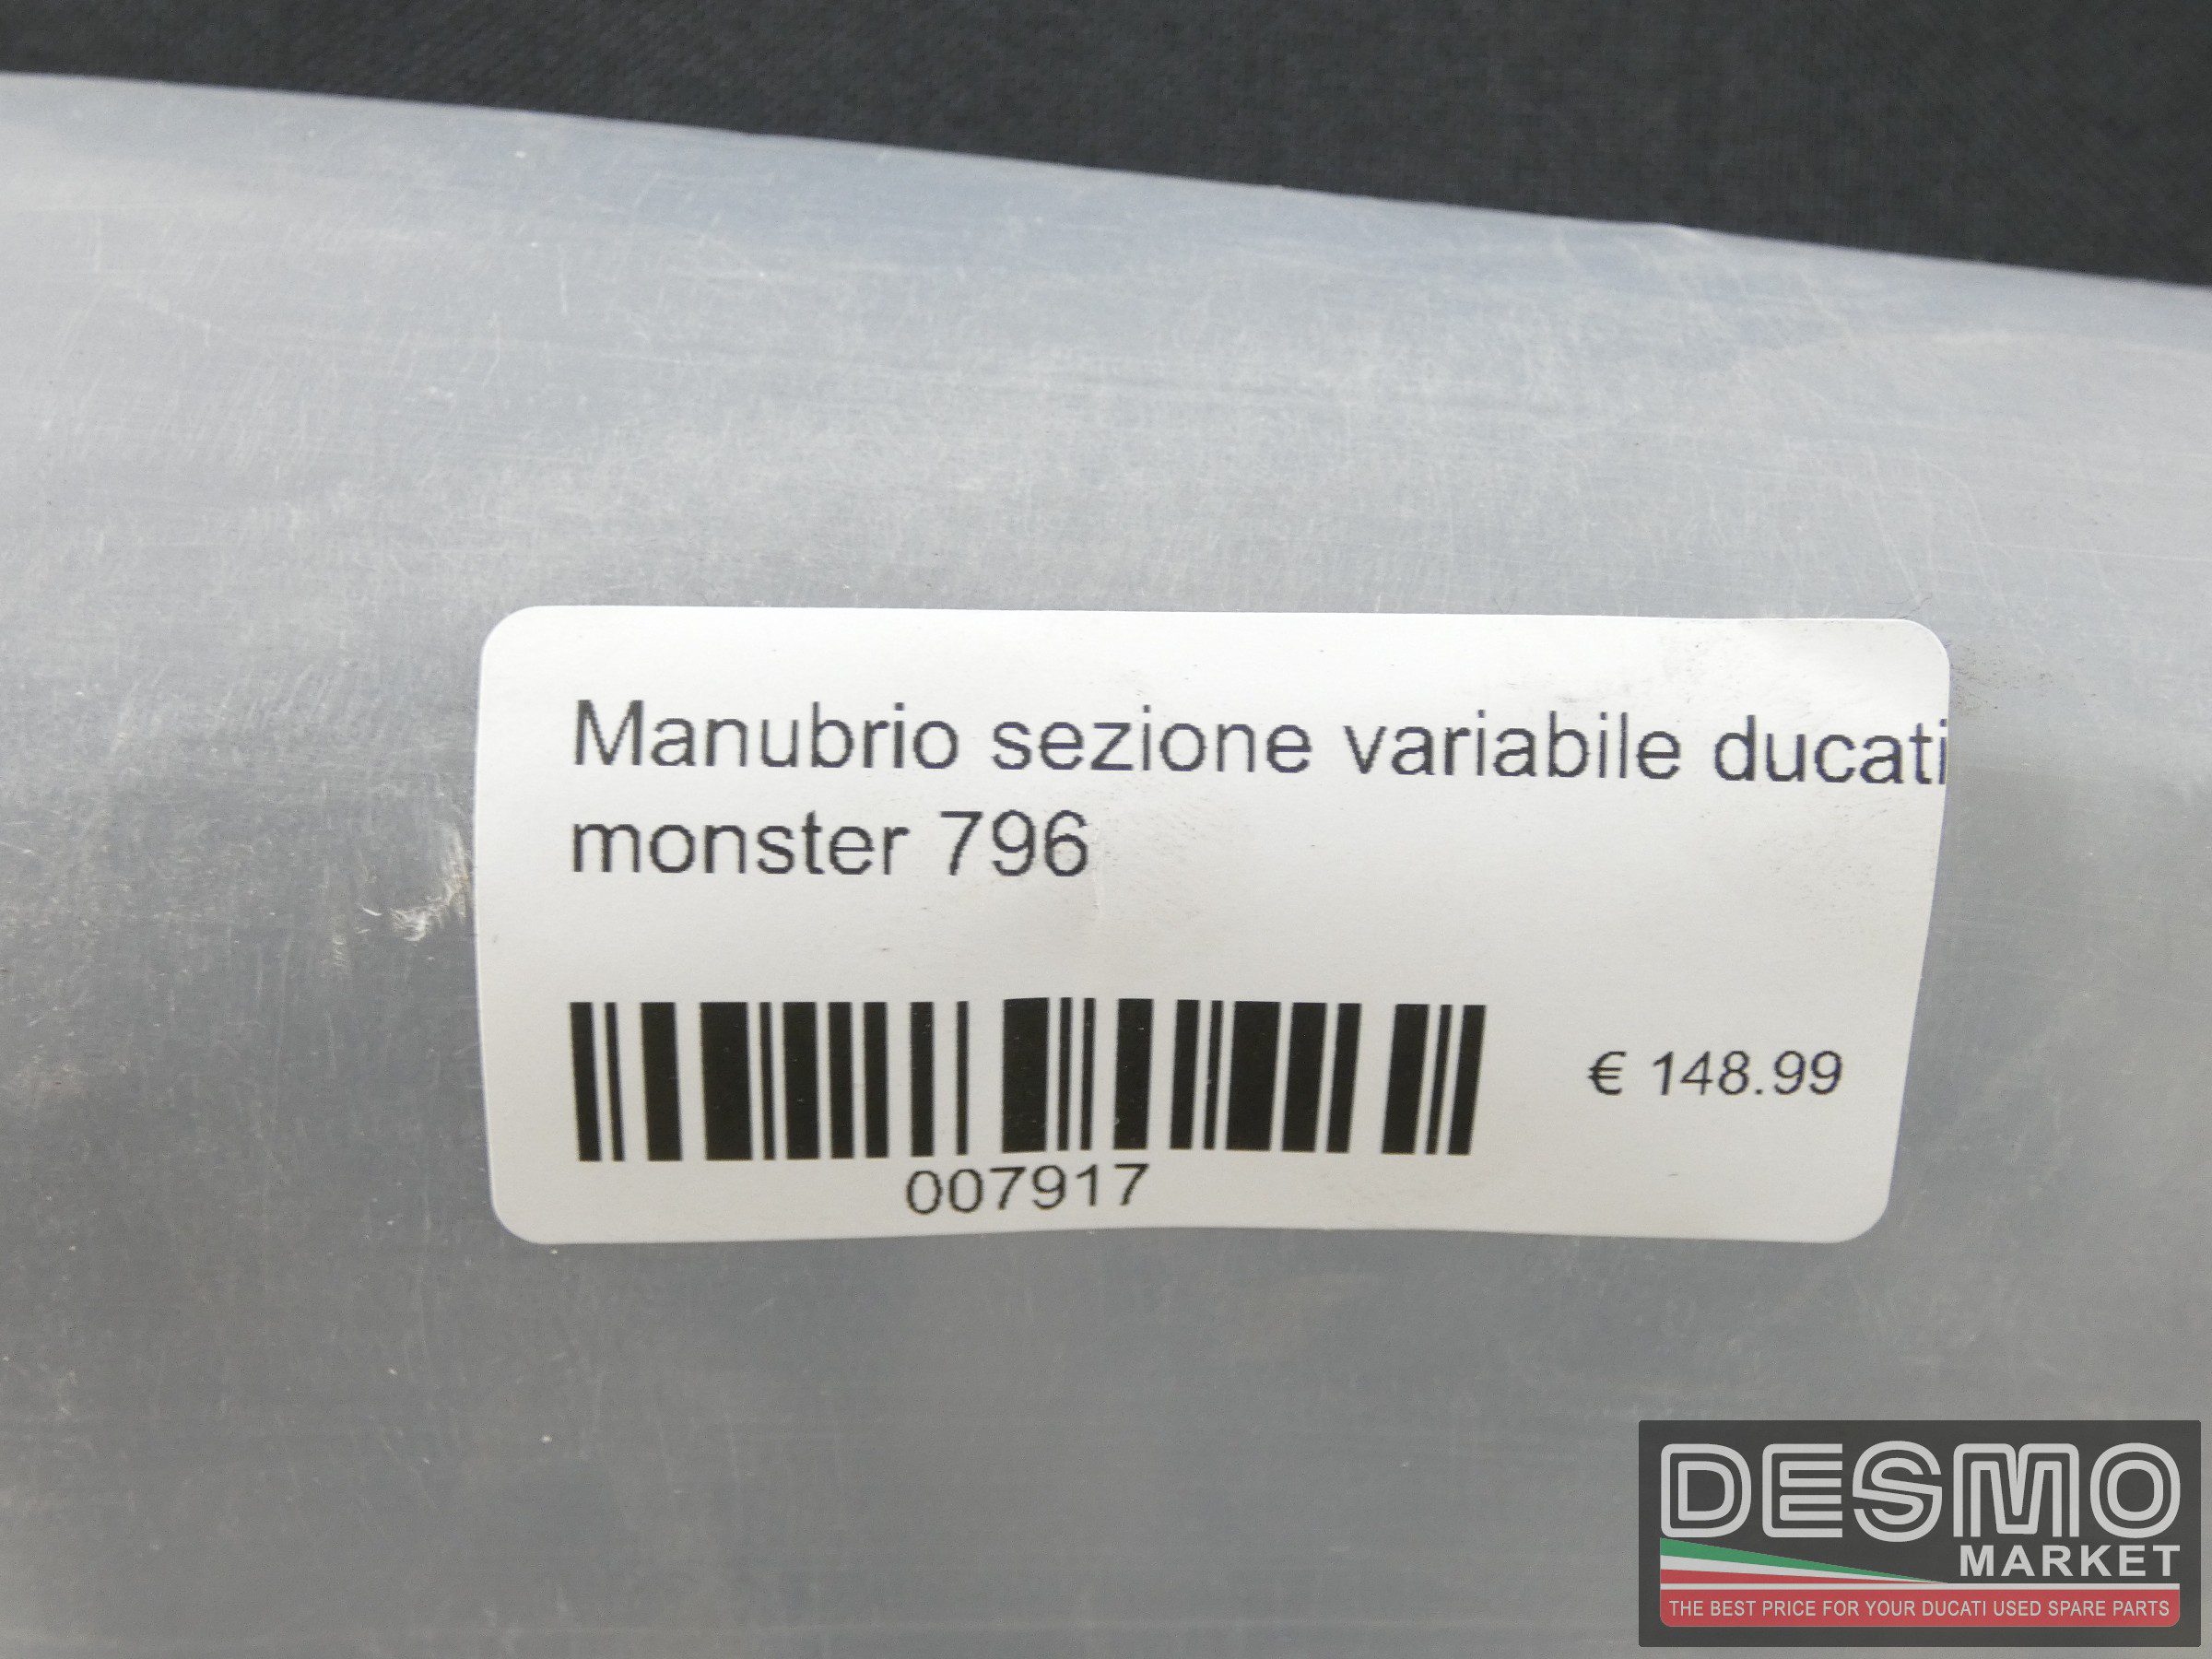 Manubrio sezione variabile ducati
monster 796
€ 148.99
007917
DESMO
MARKET
THE BEST PRICE FOR YOUR DUCATI USED SPARE PARTS